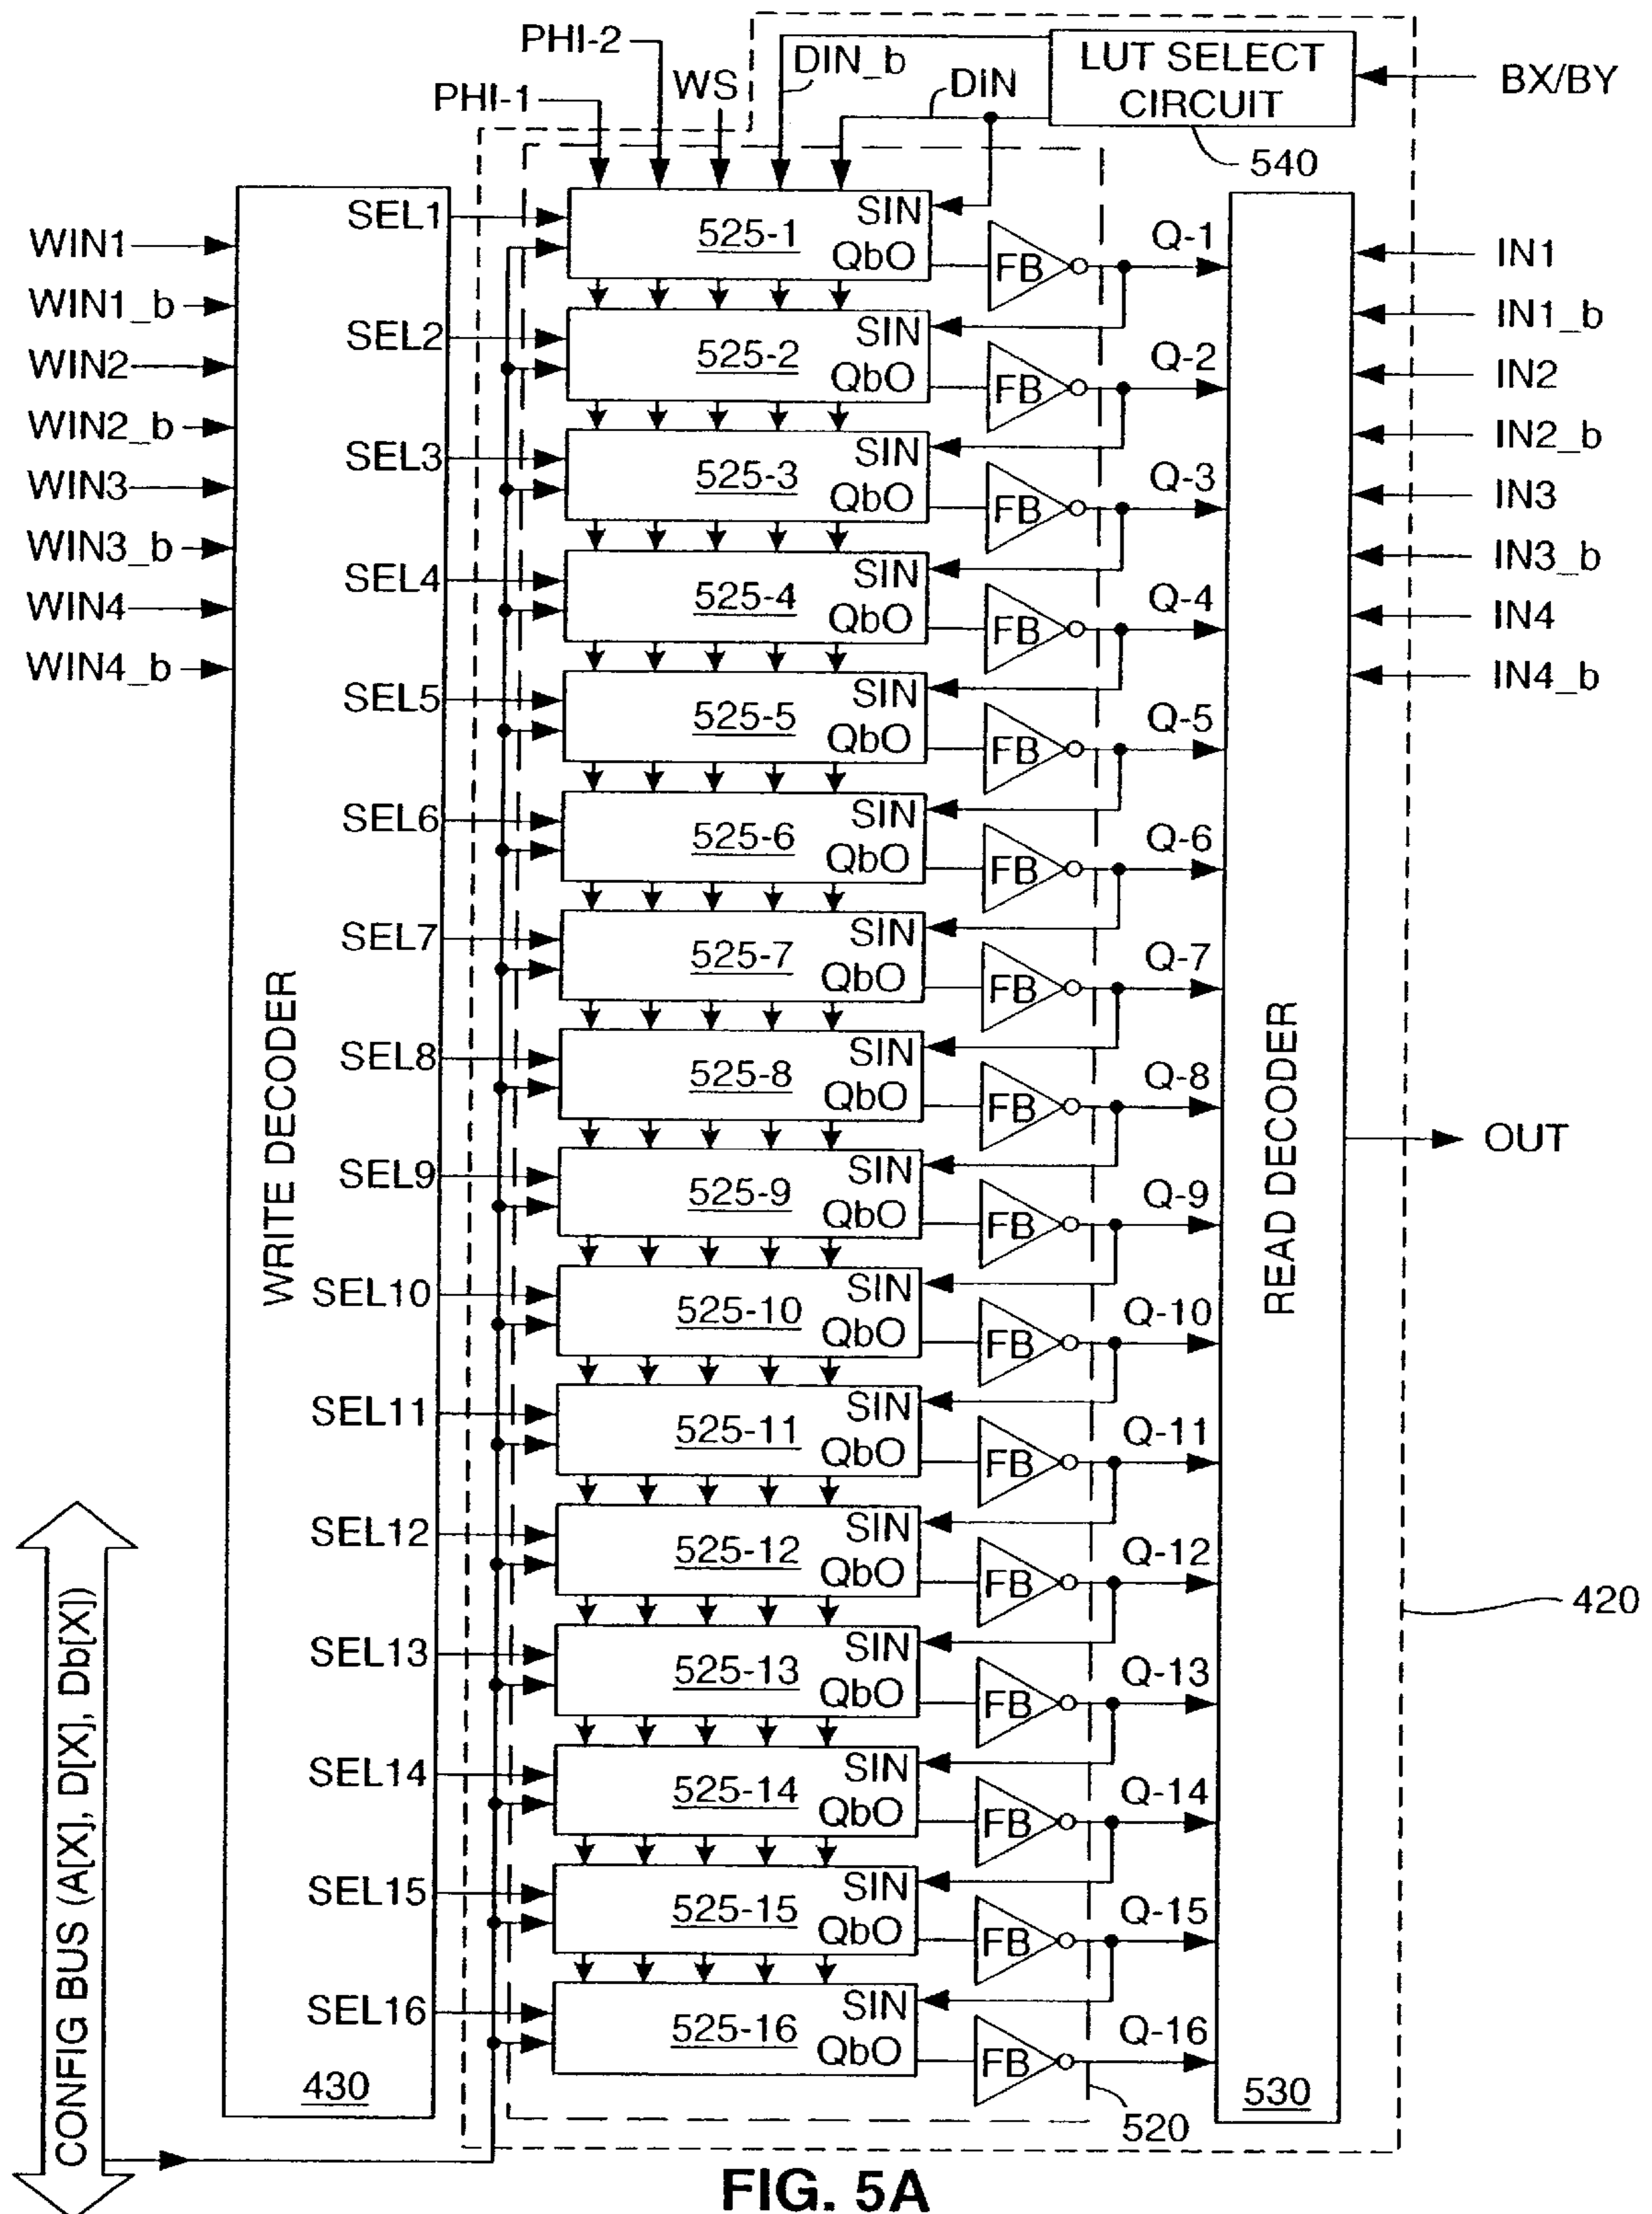 PHI-2
DIN_b
LUT SELECT
CIRCUIT
BX/BY
PHI-1
WS
DIN
540
SEL1
525-1
SIN
QbO
FB
Q-1
WIN1
IN1
WIN1_b
IN1_b
SEL2
525-2
SIN
QbO
FB
Q-2
WIN2
IN2
WIN2_b
IN2_b
SEL3
525-3
SIN
QbO
FB
Q-3
WIN3
IN3
WIN3_b
IN3_b
SEL4
525-4
SIN
QbO
FB
Q-4
WIN4
IN4
WIN4_b
IN4_b
SEL5
525-5
SIN
QbO
FB
Q-5
SEL6
525-6
SIN
QbO
FB
Q-6
SEL7
525-7
SIN
QbO
FB
Q-7
SEL8
525-8
SIN
QbO
FB
Q-8
WRITE DECODER
READ DECODER
OUT
SEL9
525-9
SIN
QbO
FB
Q-9
SEL10
525-10
SIN
QbO
FB
Q-10
SEL11
525-11
SIN
QbO
FB
Q-11
SEL12
525-12
SIN
QbO
FB
Q-12
420
SEL13
525-13
SIN
QbO
FB
Q-13
SEL14
525-14
SIN
QbO
FB
Q-14
SEL15
525-15
SIN
QbO
FB
Q-15
SEL16
525-16
SIN
QbO
FB
Q-16
CONFIG BUS (A[X], D[X], Db[X])
430
520
530
FIG. 5A